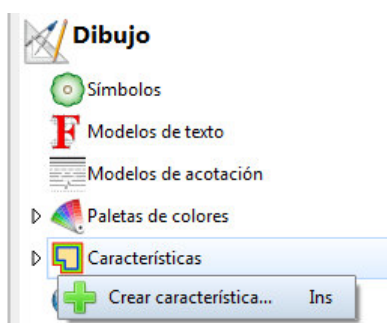 Dibujo
Símbolos
Modelos de texto
Modelos de acotación
Paletas de colores
Características
Crear característica... Ins